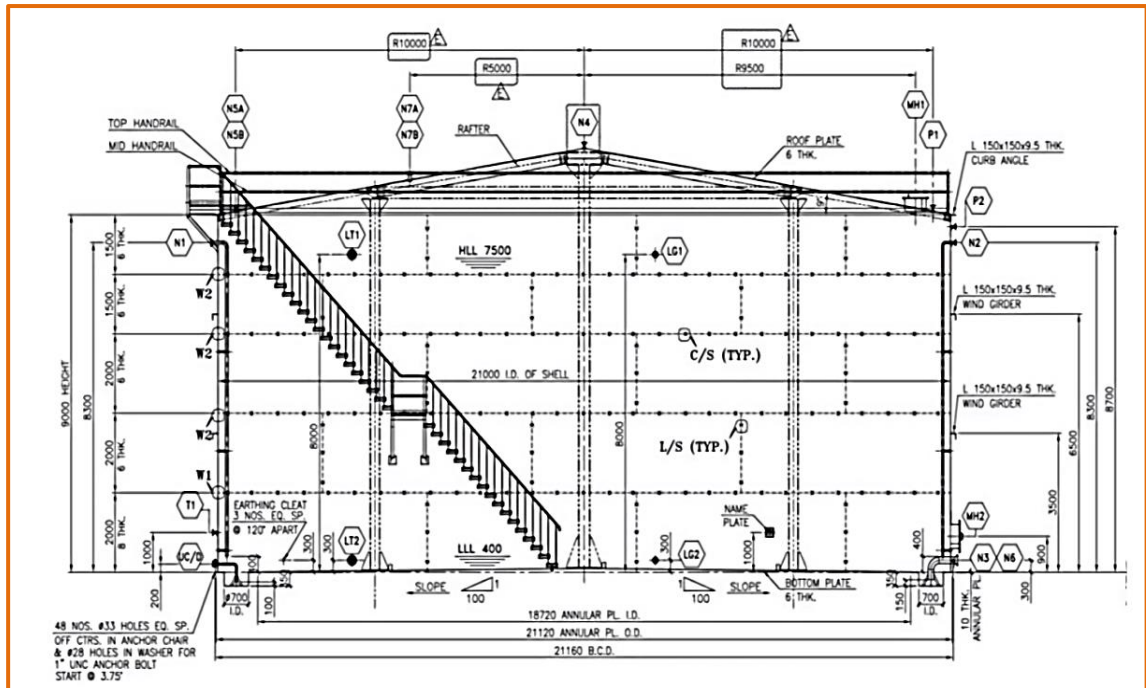 R10000
E
R10000
E
R5000
E
R9500
N5A
N5B
N7A
N7B
N4
MH1
P1
TOP HANDRAIL
MID HANDRAIL
RAFTER
ROOF PLATE
6 THK.
L 150x150x9.5 THK.
CURB ANGLE
P2
N1
N2
LT1
HLL 7500
LG1
1500
6 THK.
W2
1500
6 THK.
W2
C/S (TYP.)
L 150x150x9.5 THK.
WIND GIRDER
9000 HEIGHT
8300
2000
6 THK.
21000 I.D. OF SHELL
L 150x150x9.5 THK.
WIND GIRDER
8000
8000
L/S (TYP.)
W2
2000
6 THK.
W1
3500
6500
8300
8700
T1
EARTHING CLEAT
3 NOS. EQ. SP.
@ 120° APART
NAME
PLATE
MH2
2000
8 THK.
1000
300
300
LT2
LLL 400
LG2
300
1000
400
N3
N6
900
UC/D
200
350
100
ø700
I.D.
SLOPE
1
100
1
100
SLOPE
BOTTOM PLATE
6 THK.
350
150
700
I.D.
10 THK.
ANNULAR PL.
300
18720 ANNULAR PL. I.D.
21120 ANNULAR PL. O.D.
21160 B.C.D.
48 NOS. ø33 HOLES EQ. SP.
OFF CTRS. IN ANCHOR CHAIR
& ø28 HOLES IN WASHER FOR
1" UNC ANCHOR BOLT
START @ 3.75°